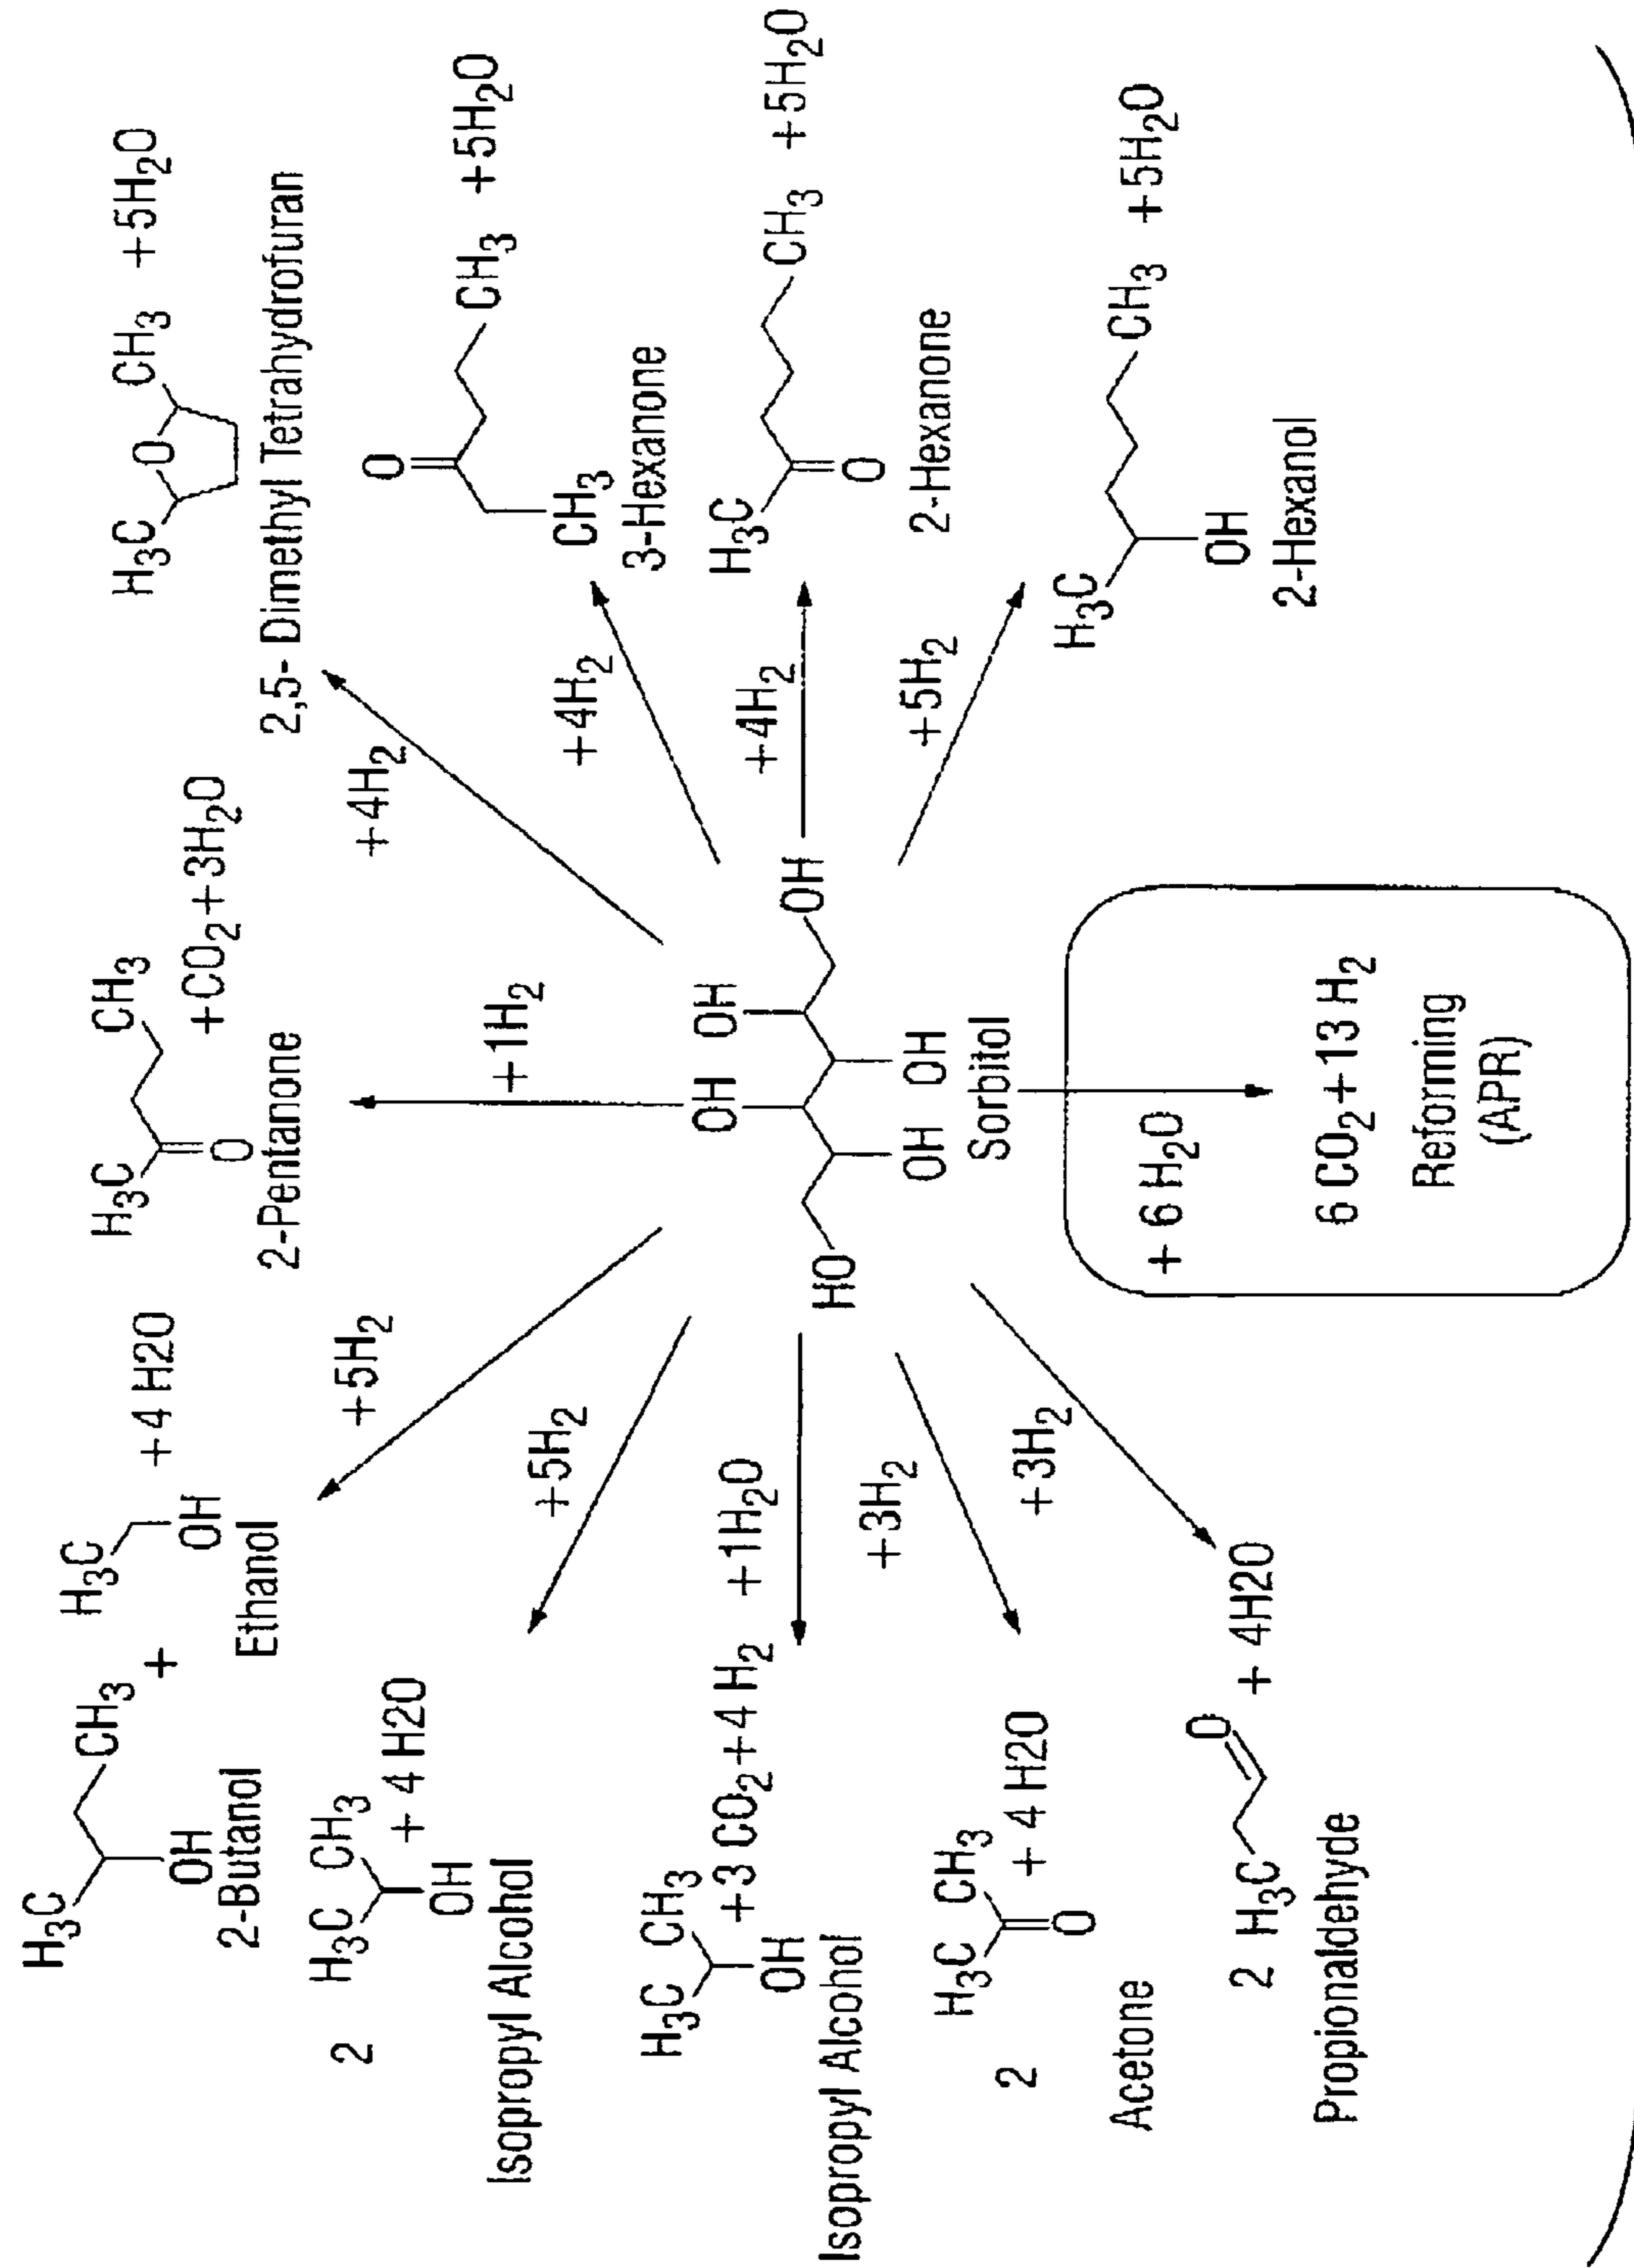 H3C
CH3
+
H3C
+ 4 H2O
OH
OH
2-Butanol
Ethanol
H3C
CH3
O
+CO2+3H2O
2-Pentanone
H3C
O
CH3
+5H2O
2,5- Dimethyl Tetrahydrofuran
+5H2
+1H2
+4H2
2
H3C
CH3
+ 4 H2O
OH
Isopropyl Alcohol
+5H2
+4H2
O
CH3
+5H2O
CH3
3-Hexanone
H3C
CH3
+3 CO2+4 H2
OH
Isopropyl Alcohol
+1H2O
HO
OH
OH
OH
OH
OH
Sorbitol
+4H2
H3C
CH3
+5H2O
O
2-Hexanone
2
H3C
CH3
+ 4 H2O
O
Acetone
+3H2
+5H2
H3C
CH3
+5H2O
OH
2-Hexanol
2
H3C
O
+ 4H2O
Propionaldehyde
+3H2
+ 6 H2O
6 CO2+13 H2
Reforming
(APR)